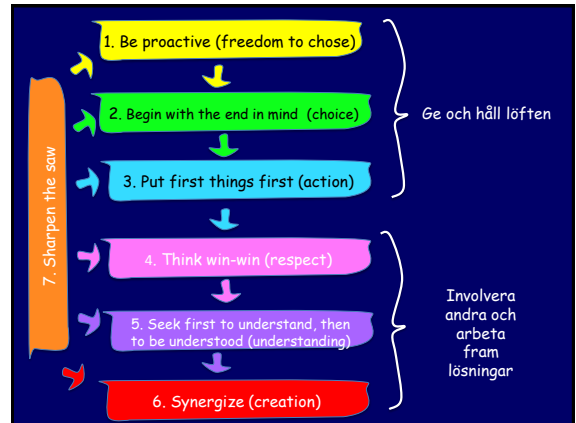 1. Be proactive (freedom to chose)
2. Begin with the end in mind (choice)
3. Put first things first (action)
4. Think win-win (respect)
5. Seek first to understand, then
to be understood (understanding)
6. Synergize (creation)
7. Sharpen the saw
Ge och håll löften
Involvera
andra och
arbeta
fram
lösningar